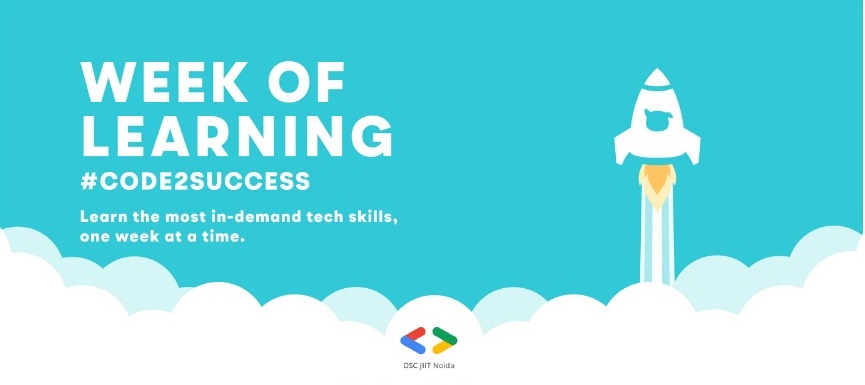 WEEK OF
LEARNING
#CODE2SUCCESS
Learn the most in-demand tech skills,
one week at a time.
DSC JIIT Noida